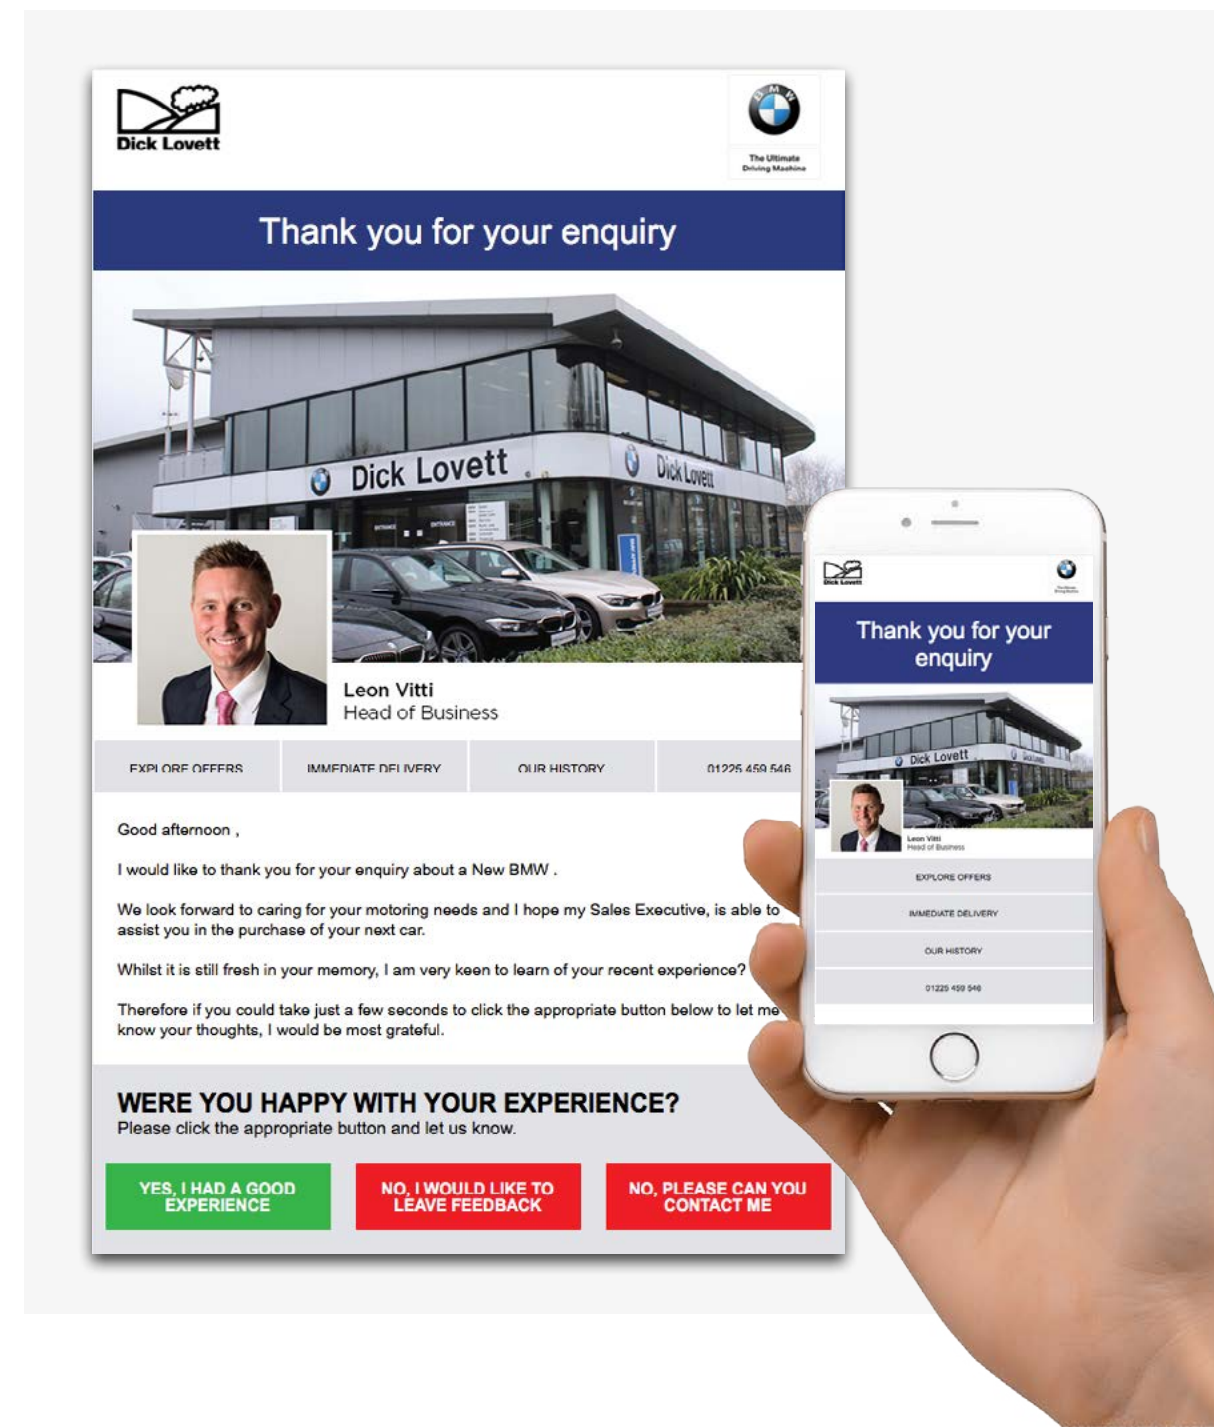 Dick Lovett
BMW
The Ultimate
Driving Machine
Thank you for your enquiry
Dick Lovett
Dick Lovett
ENTRANCE
ENTRANCE
Leon Vitti
Head of Business
EXPLORE OFFERS
IMMEDIATE DELIVERY
OUR HISTORY
01225 459 546
Good afternoon ,
I would like to thank you for your enquiry about a New BMW .
We look forward to caring for your motoring needs and I hope my Sales Executive, is able to
assist you in the purchase of your next car.
Whilst it is still fresh in your memory, I am very keen to learn of your recent experience?
Therefore if you could take just a few seconds to click the appropriate button below to let me
know your thoughts, I would be most grateful.
WERE YOU HAPPY WITH YOUR EXPERIENCE?
Please click the appropriate button and let us know.
YES, I HAD A GOOD
EXPERIENCE
NO, I WOULD LIKE TO
LEAVE FEEDBACK
NO, PLEASE CAN YOU
CONTACT ME
Dick Lovett
Thank you for your
enquiry
Dick Lovett
Leon Vitti
Head of Business
EXPLORE OFFERS
IMMEDIATE DELIVERY
OUR HISTORY
01225 459 546